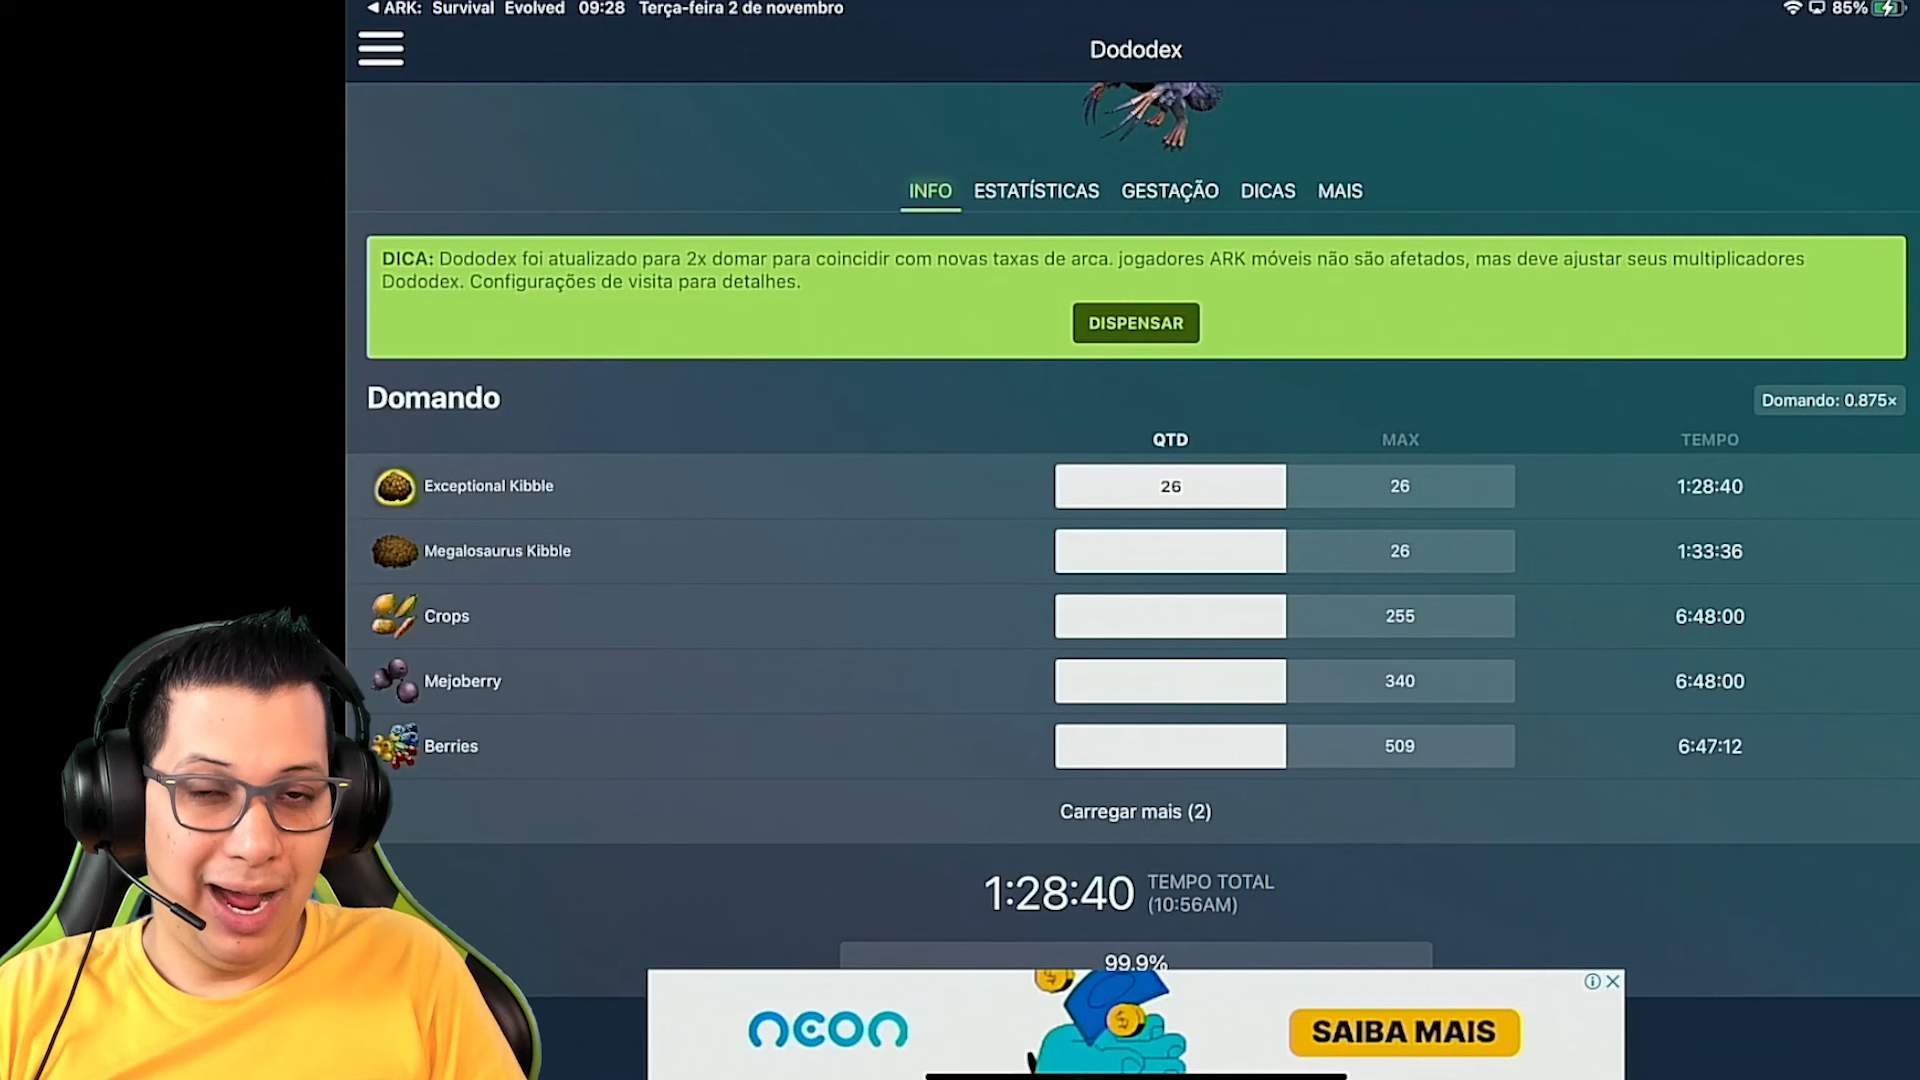 ◀ ARK: Survival Evolved 09:28 Terça-feira 2 de novembro 85%
Dododex
INFO ESTATÍSTICAS GESTAÇÃO DICAS MAIS
DICA: Dododex foi atualizado para 2x domar para coincidir com novas taxas de arca. jogadores ARK móveis não são afetados, mas deve ajustar seus multiplicadores
Dododex. Configurações de visita para detalhes.
DISPENSAR
Domando
Domando: 0.875×
QTD MAX TEMPO
Exceptional Kibble 26 26 1:28:40
Megalosaurus Kibble 26 1:33:36
Crops 255 6:48:00
Mejoberry 340 6:48:00
Berries 509 6:47:12
Carregar mais (2)
1:28:40 TEMPO TOTAL
(10:56AM)
99.9%
neon
SAIBA MAIS